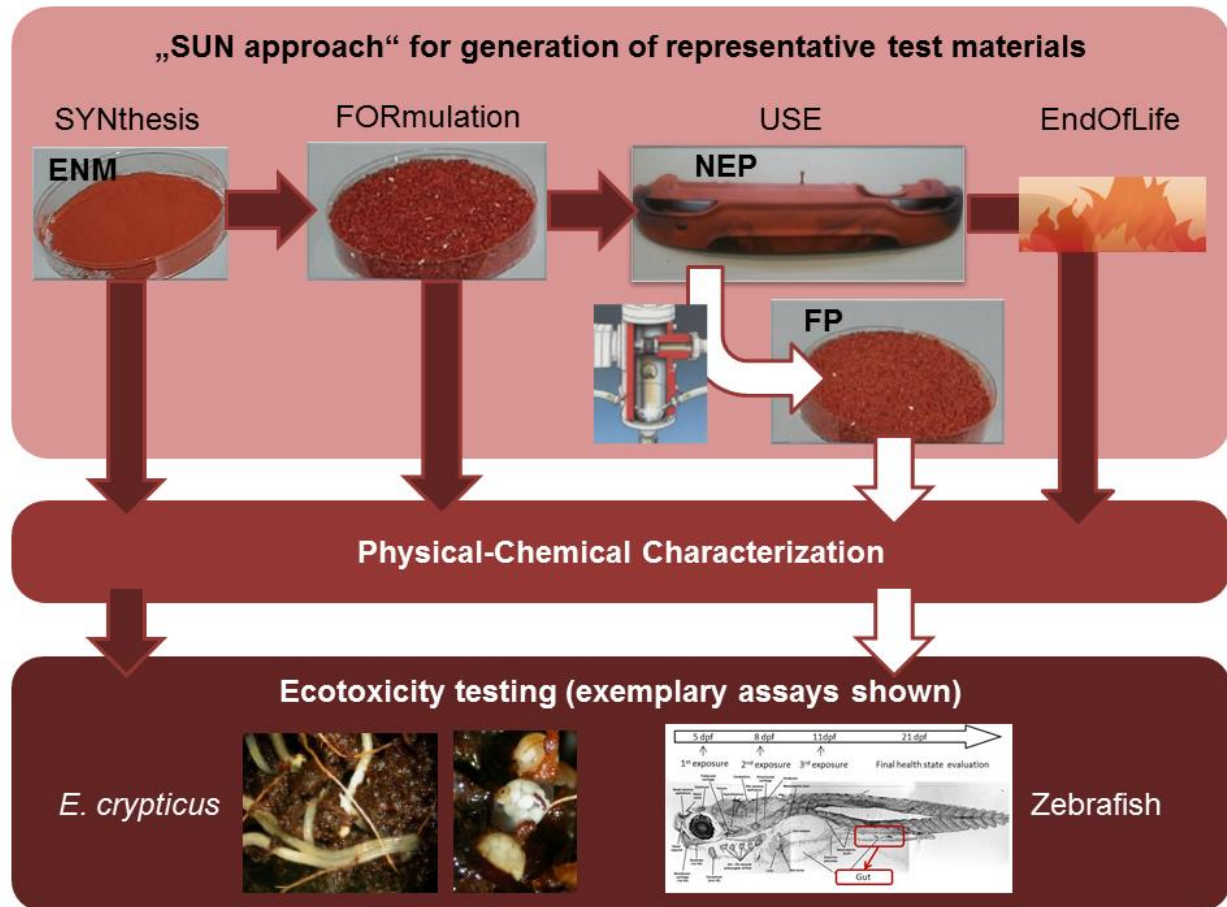 „SUN approach“ for generation of representative test materials
SYNthesis
FORmulation
USE
EndOfLife
ENM
NEP
FP
Physical-Chemical Characterization
Ecotoxicity testing (exemplary assays shown)
5 dpf
8 dpf
11dpf
21 dpf
1st exposure
2nd exposure
3rd exposure
Final health state evaluation
E. crypticus
Gut
Zebrafish